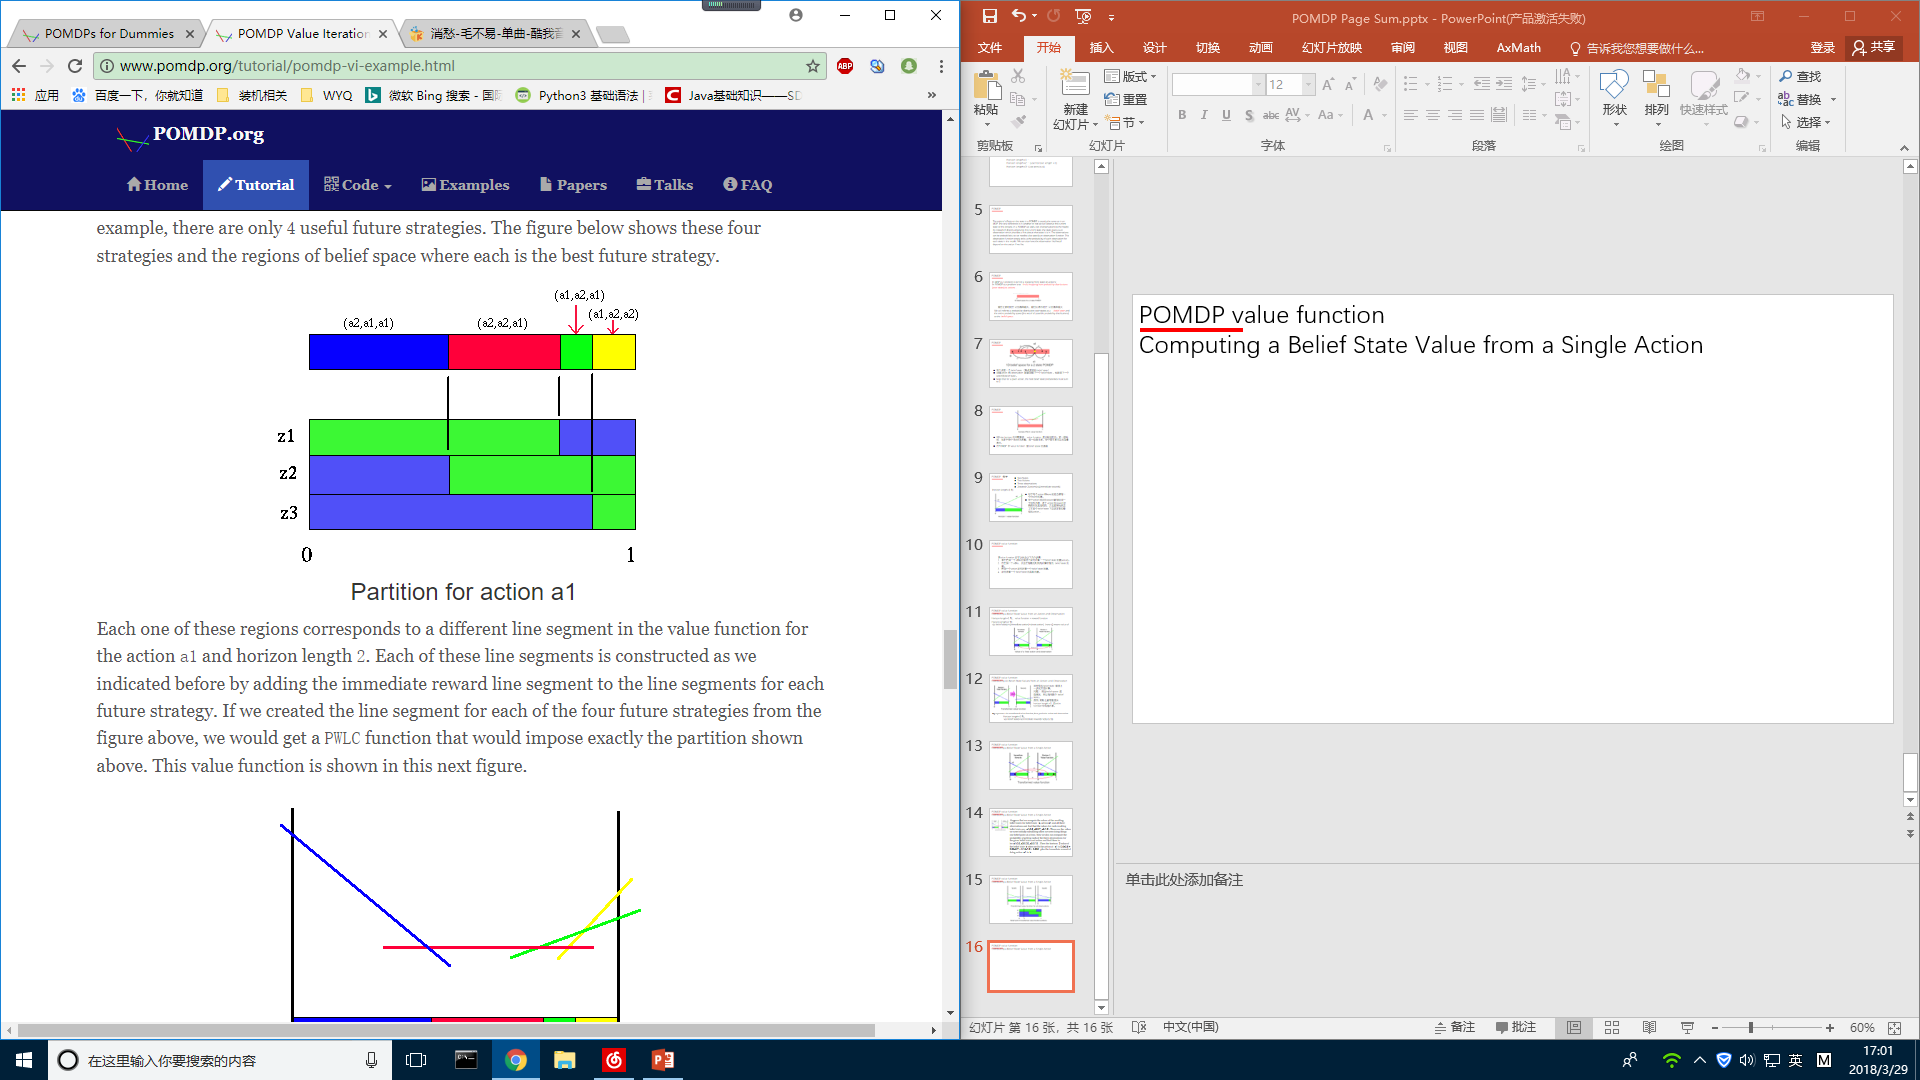 POMDPs for Dummies
POMDP Value Iteration
消愁-毛不易-单曲-酷我音
www.pomdp.org/tutorial/pomdp-vi-example.html
应用
百度一下，你就知道
装机相关
WYQ
微软 Bing 搜索 - 国际
Python3 基础语法 |
Java基础知识——SD
»
POMDP.org
Home
Tutorial
Code
Examples
Papers
Talks
FAQ
example, there are only 4 useful future strategies. The figure below shows these four
strategies and the regions of belief space where each is the best future strategy.
(a1,a2,a1)
(a1,a2,a2)
(a2,a1,a1)
(a2,a2,a1)
z1
z2
z3
0
1
Partition for action a1
Each one of these regions corresponds to a different line segment in the value function for
the action a1 and horizon length 2. Each of these line segments is constructed as we
indicated before by adding the immediate reward line segment to the line segments for each
future strategy. If we created the line segment for each of the four future strategies from the
figure above, we would get a PWLC function that would impose exactly the partition shown
above. This value function is shown in this next figure.
POMDP Page Sum.pptx - PowerPoint(产品激活失败)
文件
开始
插入
设计
切换
动画
幻灯片放映
审阅
视图
AxMath
告诉我您想要做什么...
登录
共享
粘贴
新建
幻灯片
版式
重置
节
12
形状
排列
快速样式
查找
替换
选择
剪贴板
幻灯片
字体
段落
绘图
编辑
5
6
7
8
9
10
11
12
13
14
15
16
POMDP value function
Computing a Belief State Value from a Single Action
单击此处添加备注
幻灯片 第 16 张，共 16 张
中文(中国)
备注
批注
60%
在这里输入你要搜索的内容
英
M
17:01
2018/3/29